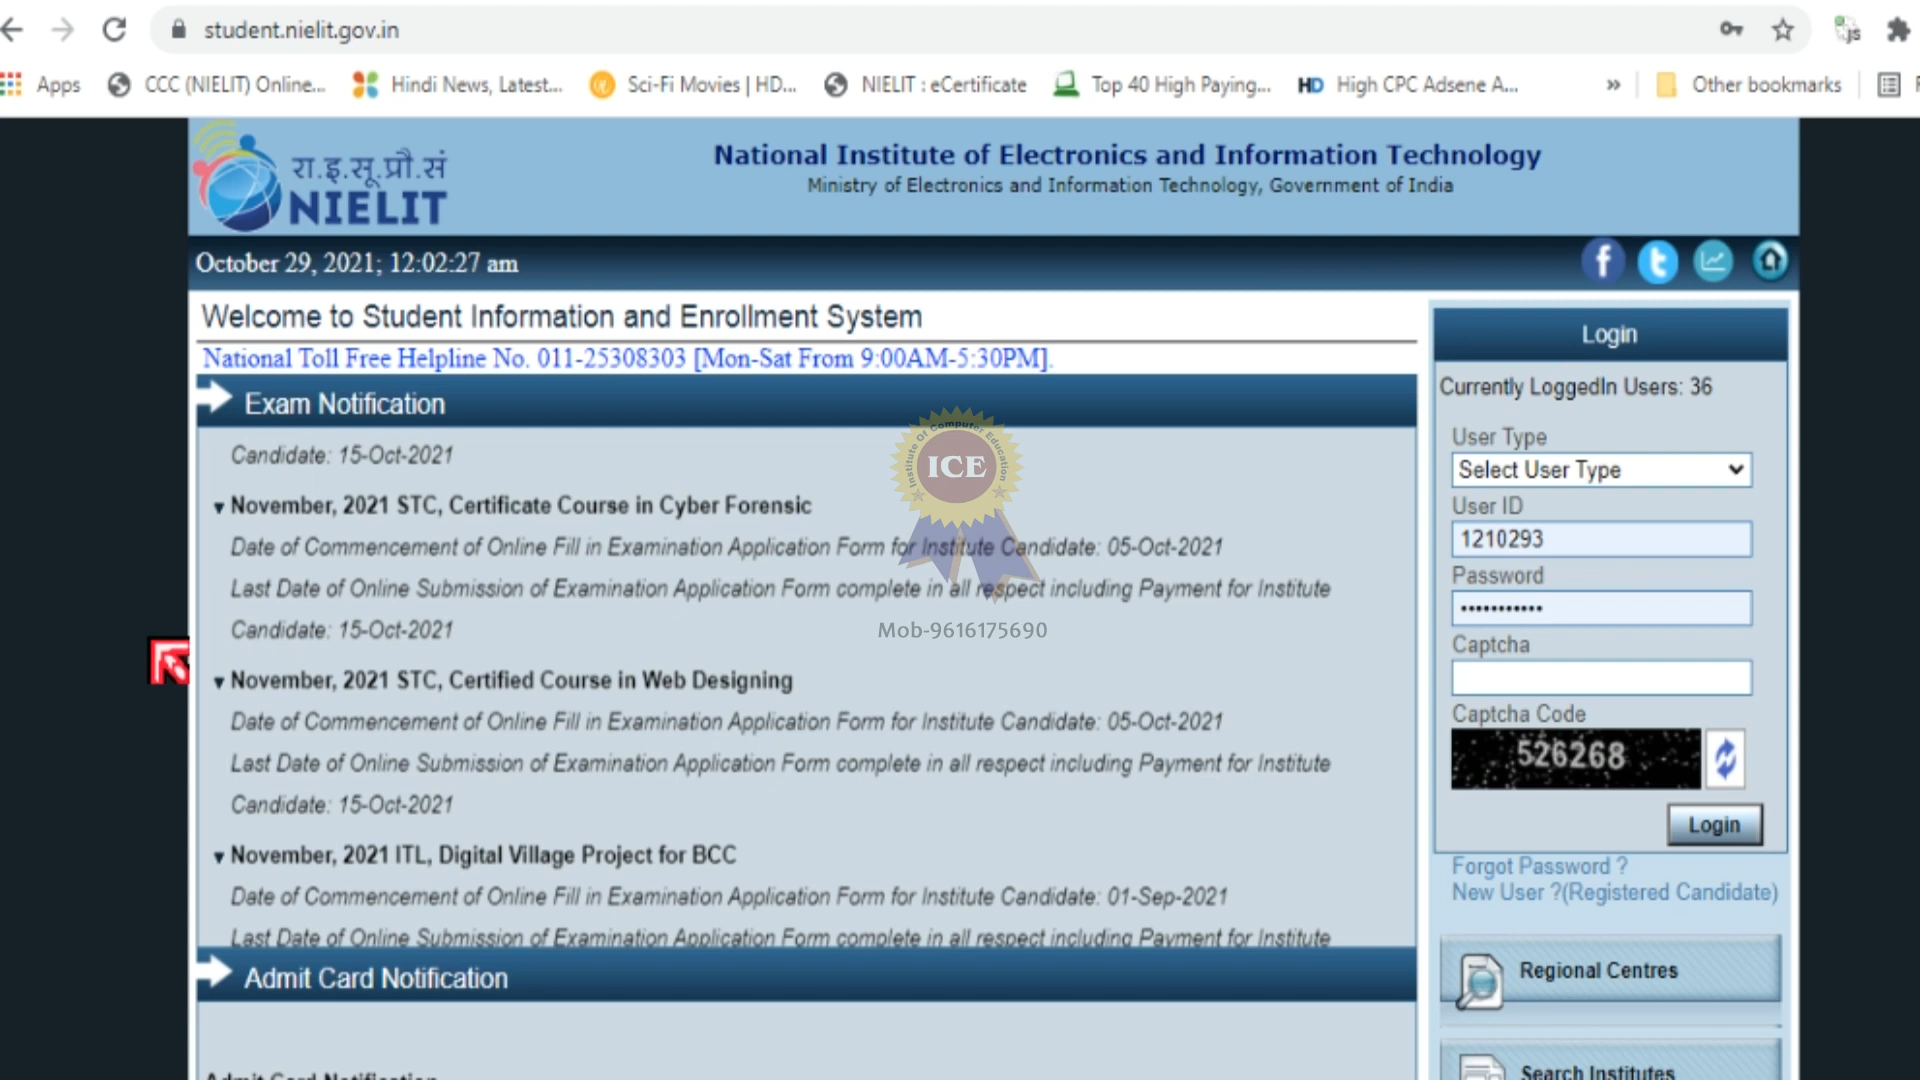 student.nielit.gov.in
Apps CCC (NIELIT) Online... Hindi News, Latest... Sci-Fi Movies | HD... NIELIT : eCertificate Top 40 High Paying... HD High CPC Adsene A... » Other bookmarks
रा.इ.सू.प्रौ.सं
NIELIT
National Institute of Electronics and Information Technology
Ministry of Electronics and Information Technology, Government of India
October 29, 2021; 12:02:27 am
Welcome to Student Information and Enrollment System
National Toll Free Helpline No. 011-25308303 [Mon-Sat From 9:00AM-5:30PM].
Exam Notification
Candidate: 15-Oct-2021
November, 2021 STC, Certificate Course in Cyber Forensic
Date of Commencement of Online Fill in Examination Application Form for Institute Candidate: 05-Oct-2021
Last Date of Online Submission of Examination Application Form complete in all respect including Payment for Institute
Candidate: 15-Oct-2021
November, 2021 STC, Certified Course in Web Designing
Date of Commencement of Online Fill in Examination Application Form for Institute Candidate: 05-Oct-2021
Last Date of Online Submission of Examination Application Form complete in all respect including Payment for Institute
Candidate: 15-Oct-2021
November, 2021 ITL, Digital Village Project for BCC
Date of Commencement of Online Fill in Examination Application Form for Institute Candidate: 01-Sep-2021
Last Date of Online Submission of Examination Application Form complete in all respect including Payment for Institute
Admit Card Notification
Admit Card Notification
Institute Of Computer Education
ICE
Mob-9616175690
Login
Currently LoggedIn Users: 36
User Type
Select User Type
User ID
1210293
Password
•••••••••••
Captcha
Captcha Code
526268
Login
Forgot Password ?
New User ?(Registered Candidate)
Regional Centres
Search Institutes